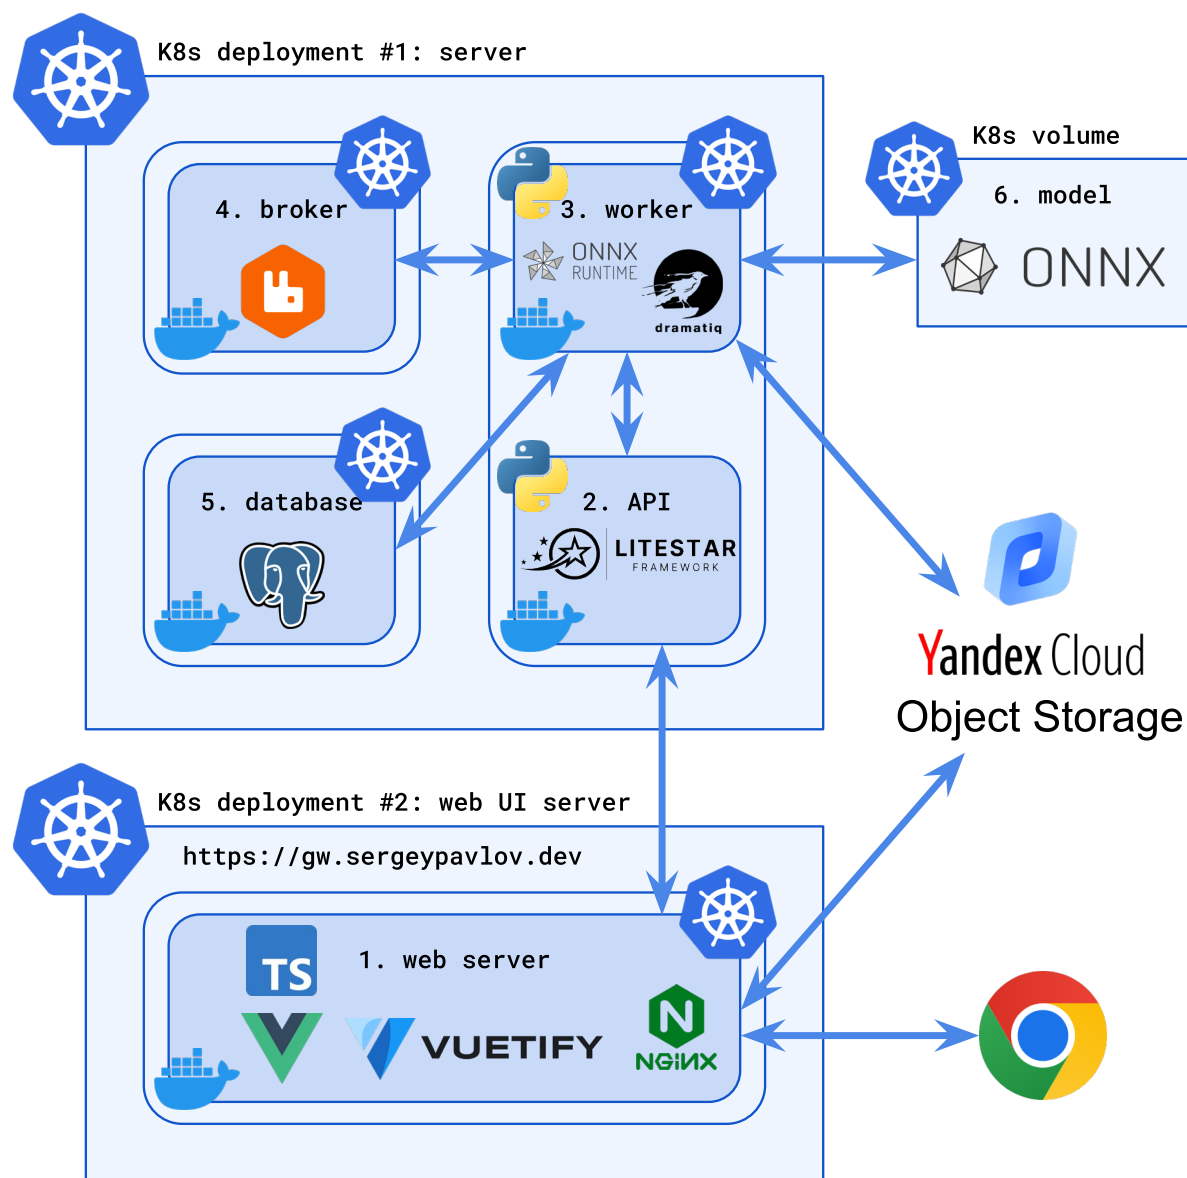 K8s deployment #1: server
K8s volume
4. broker
3. worker
6. model
ONNX
RUNTIME
ONNX
dramatiq
5. database
2. API
LITESTAR
FRAMEWORK
Yandex Cloud
Object Storage
K8s deployment #2: web UI server
https://gw.sergeypavlov.dev
TS
1. web server
N
VUETIFY
NGiNX